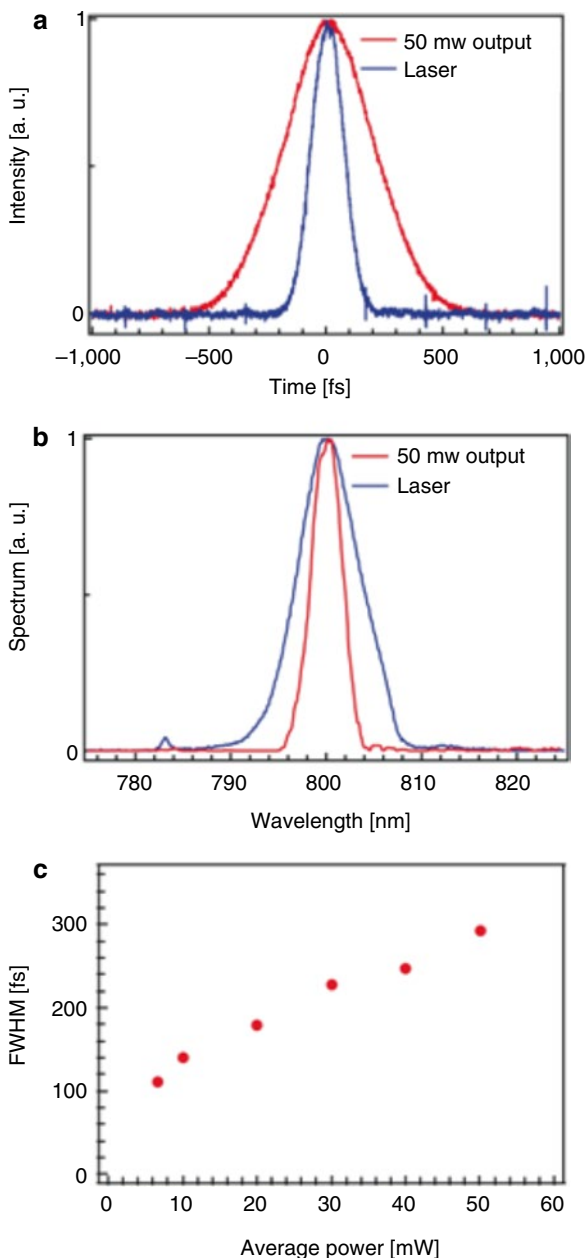 a
1
50 mw output
Laser
Intensity [a. u.]
0
–1,000 –500 0 500 1,000
Time [fs]
b
1
50 mw output
Laser
Spectrum [a. u.]
0
780 790 800 810 820
Wavelength [nm]
c
300
FWHM [fs]
200
100
0
0 10 20 30 40 50 60
Average power [mW]